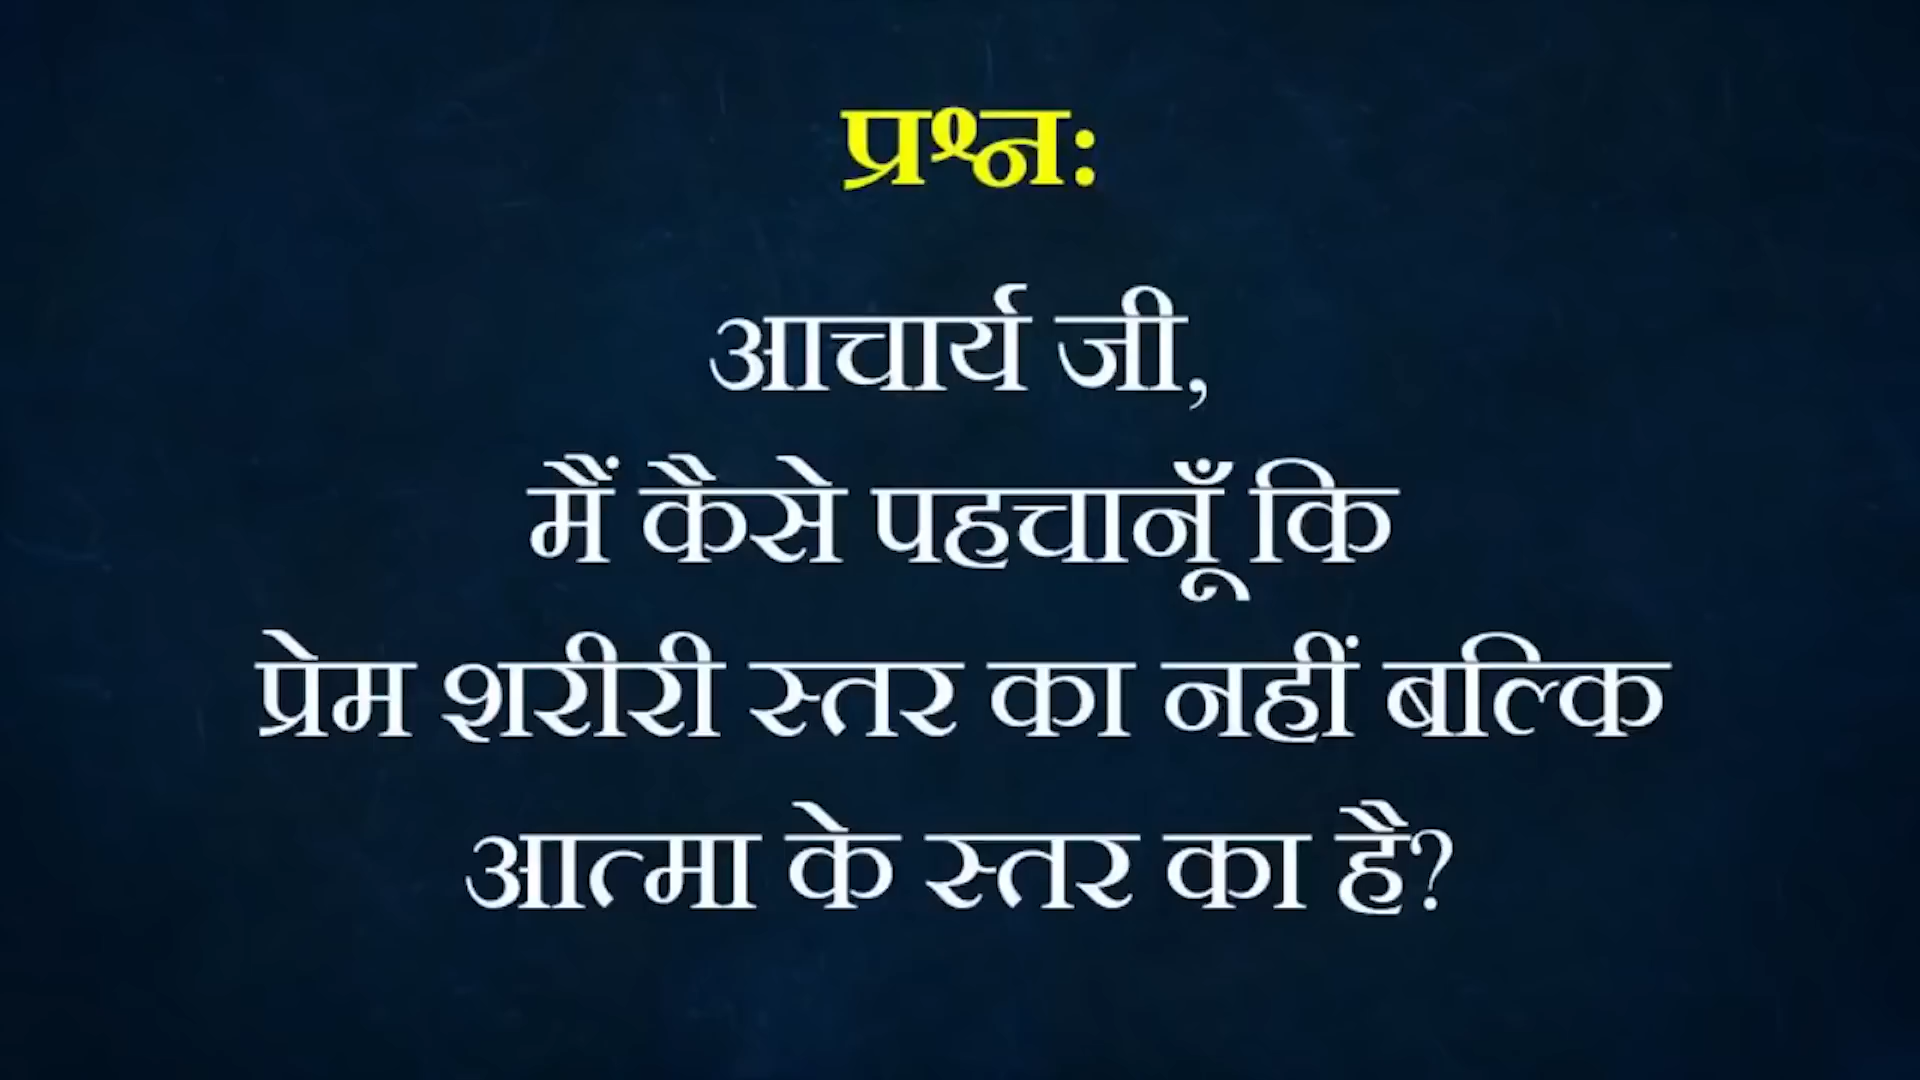 प्रश्न:
आचार्य जी,
मैं कैसे पहचानूँ कि
प्रेम शरीरी स्तर का नहीं बल्कि
आत्मा के स्तर का है?